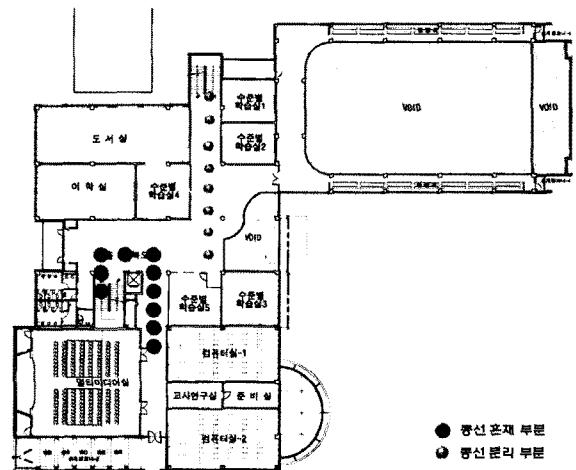 수준별
학습실1
VOID
VOID
도 서 실
수준별
학습실2
어 학 실
수준별
학습실4
VOID
홀
복도
수준별
학습실5
수준별
학습실3
컴퓨터실-1
멀티미디어실
교사연구실
준 비 실
컴퓨터실-2
동선 혼재 부분
동선 분리 부분